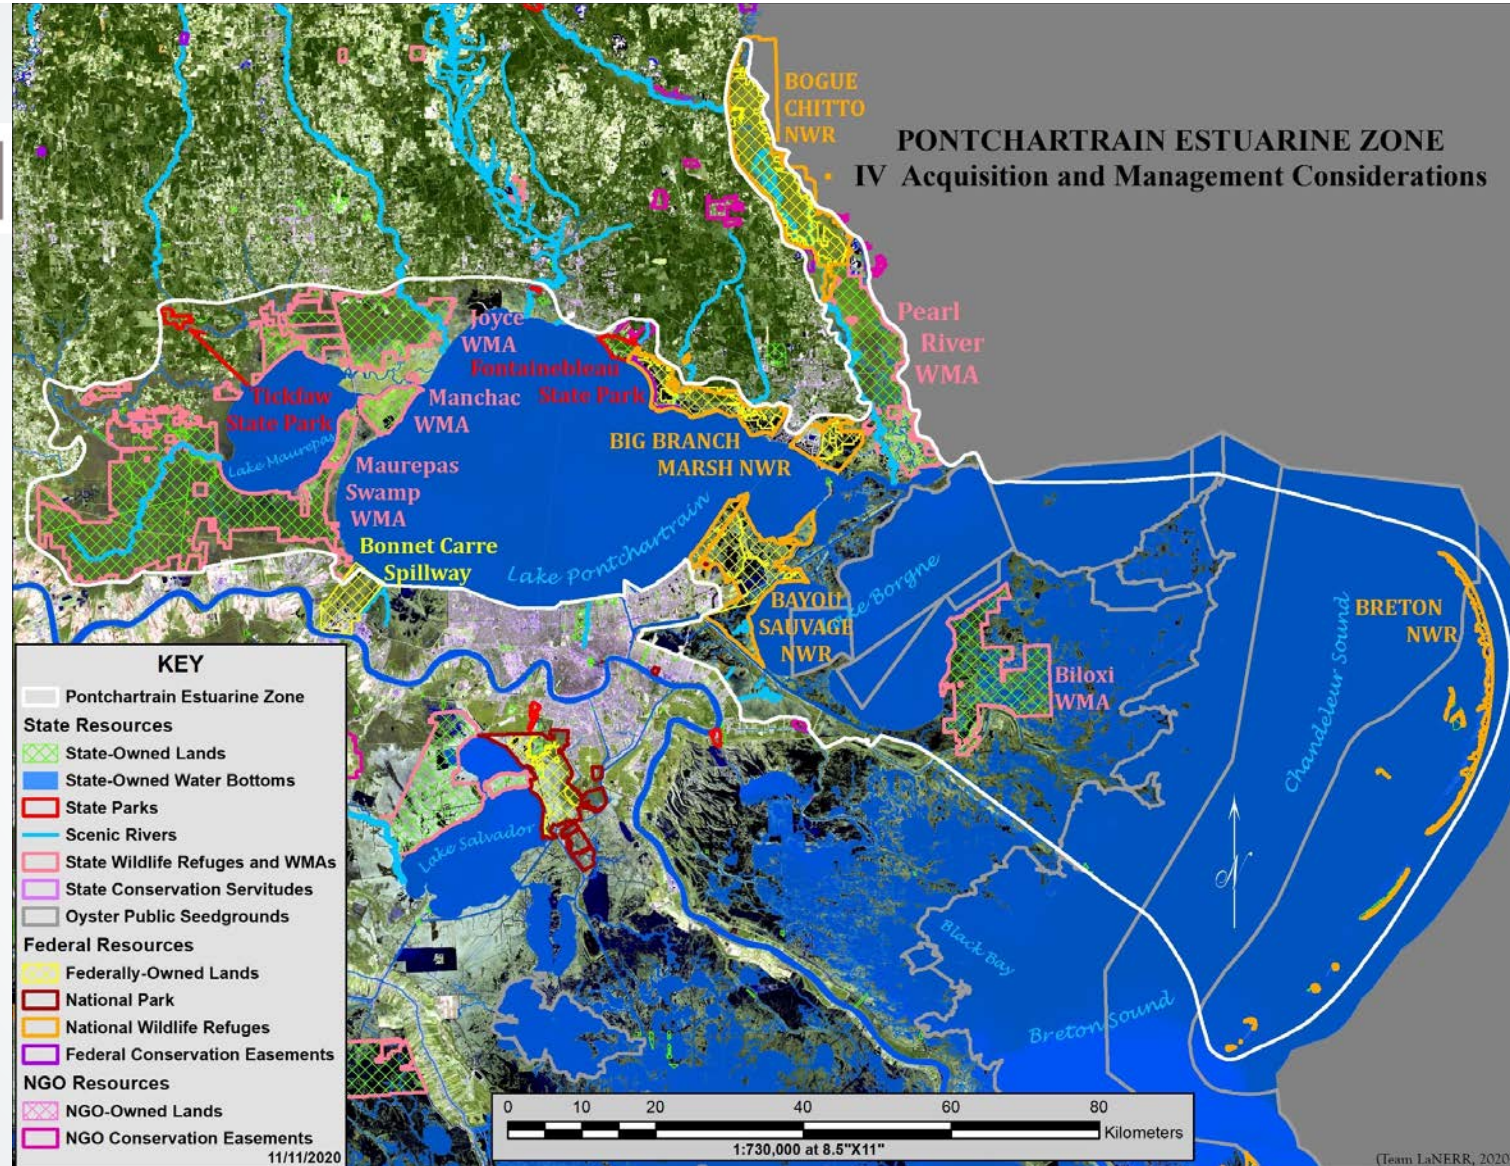 BOGUE
CHITTO
NWR
PONTCHARTRAIN ESTUARINE ZONE
IV Acquisition and Management Considerations
Pearl
River
WMA
Joyce
WMA
Fontainebleau
State Park
Tickfaw
State Park
Manchac
WMA
BIG BRANCH
MARSH NWR
Lake Maurepas
Maurepas
Swamp
WMA
Bonnet Carre
Spillway
Lake Pontchartrain
Lake Borgne
BAYOU
SAUVAGE
NWR
BRETON
NWR
Chandeleur Sound
Biloxi
WMA
Lake Salvador
Black Bay
Breton Sound
N
KEY
Pontchartrain Estuarine Zone
State Resources
State-Owned Lands
State-Owned Water Bottoms
State Parks
Scenic Rivers
State Wildlife Refuges and WMAs
State Conservation Servitudes
Oyster Public Seedgrounds
Federal Resources
Federally-Owned Lands
National Park
National Wildlife Refuges
Federal Conservation Easements
NGO Resources
NGO-Owned Lands
NGO Conservation Easements
11/11/2020
0 10 20 40 60 80
Kilometers
1:730,000 at 8.5"X11"
(Team LaNERR, 2020